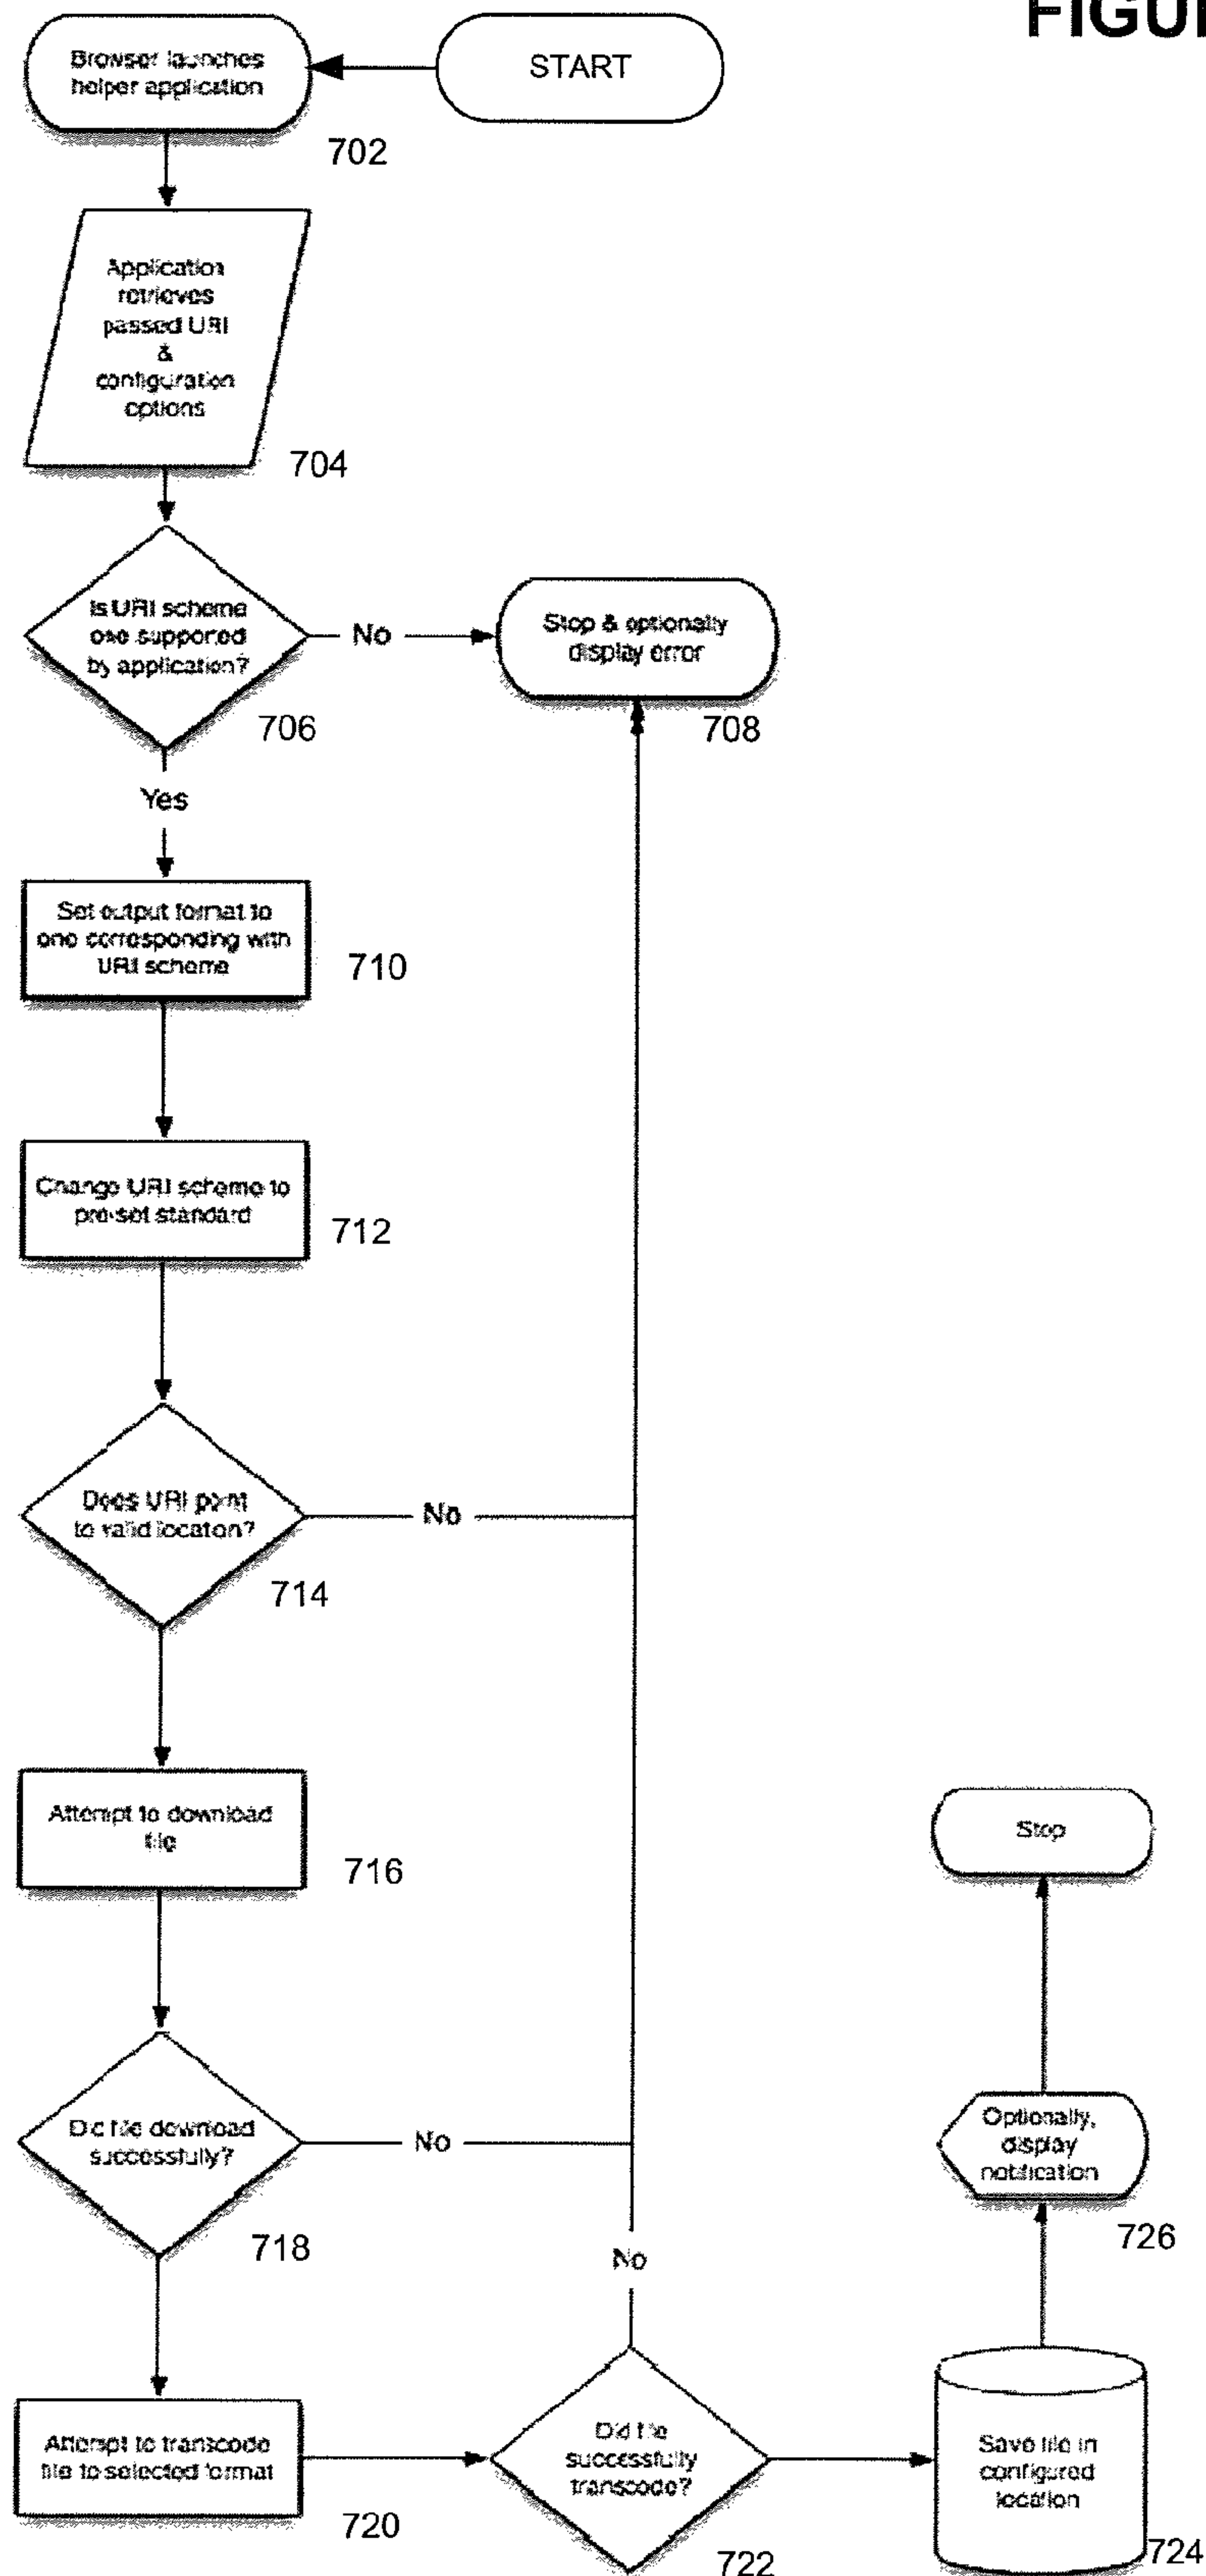 FIGUR
START
Browser launches
helper application
702
Application
retrieves
passed URI
&
configuration
options
704
Is URI scheme
one supported
by application?
No
Stop & optionally
display error
706
708
Yes
Set output format to
one corresponding with
URI scheme
710
Change URI scheme to
pre-set standard
712
Does URI point
to valid location?
No
714
Attempt to download
file
716
Stop
Did file download
successfully?
No
718
Optionally,
display
notification
726
No
Attempt to transcode
file to selected format
720
Did file
successfully
transcode?
722
Save file in
configured
location
724